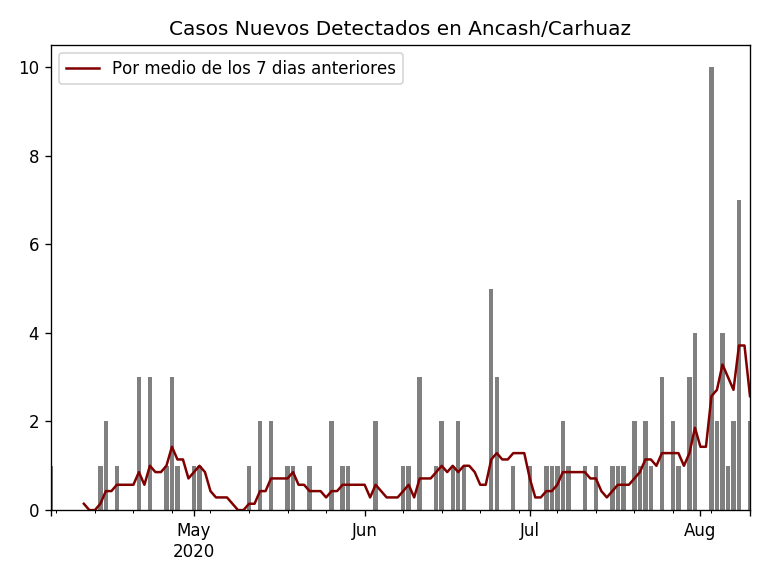 Casos Nuevos Detectados en Ancash/Carhuaz
Por medio de los 7 dias anteriores
10
8
6
4
2
0
May
2020
Jun
Jul
Aug